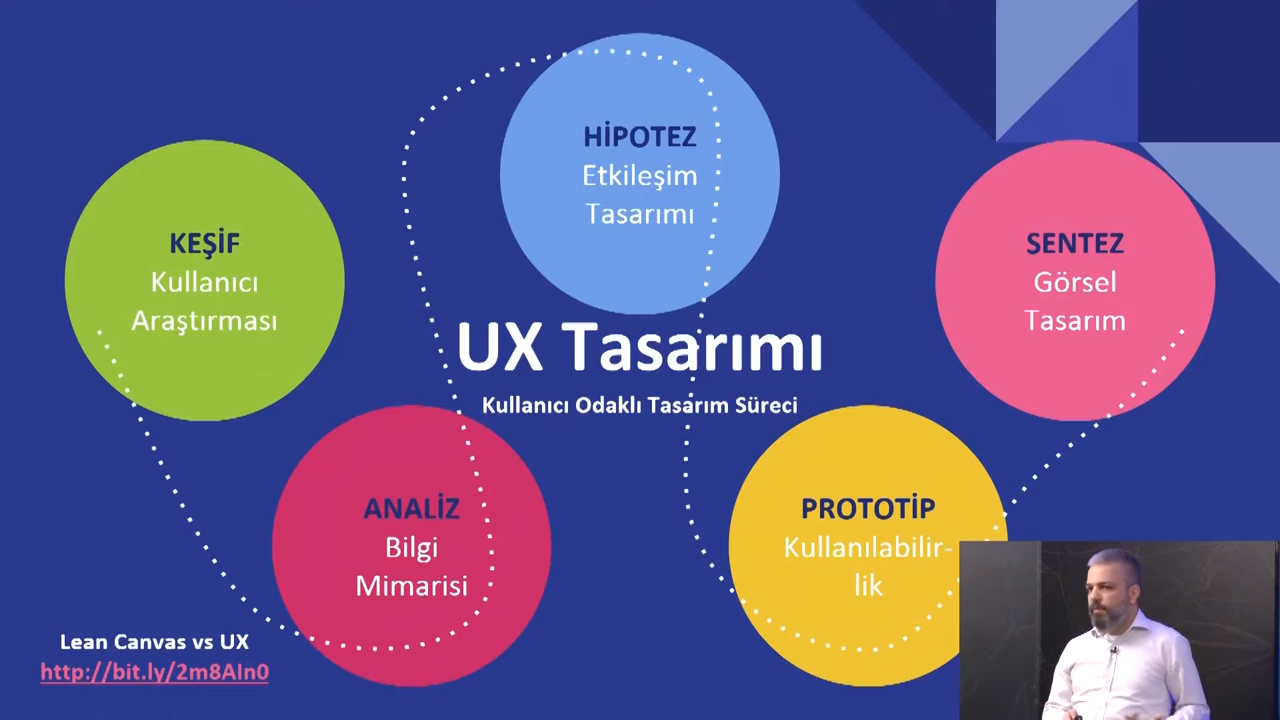 HİPOTEZ
Etkileşim
Tasarımı
KEŞİF
Kullanıcı
Araştırması
SENTEZ
Görsel
Tasarım
UX Tasarımı
Kullanıcı Odaklı Tasarım Süreci
ANALİZ
Bilgi
Mimarisi
PROTOTİP
Kullanılabilir-
lik
Lean Canvas vs UX
http://bit.ly/2m8AIn0